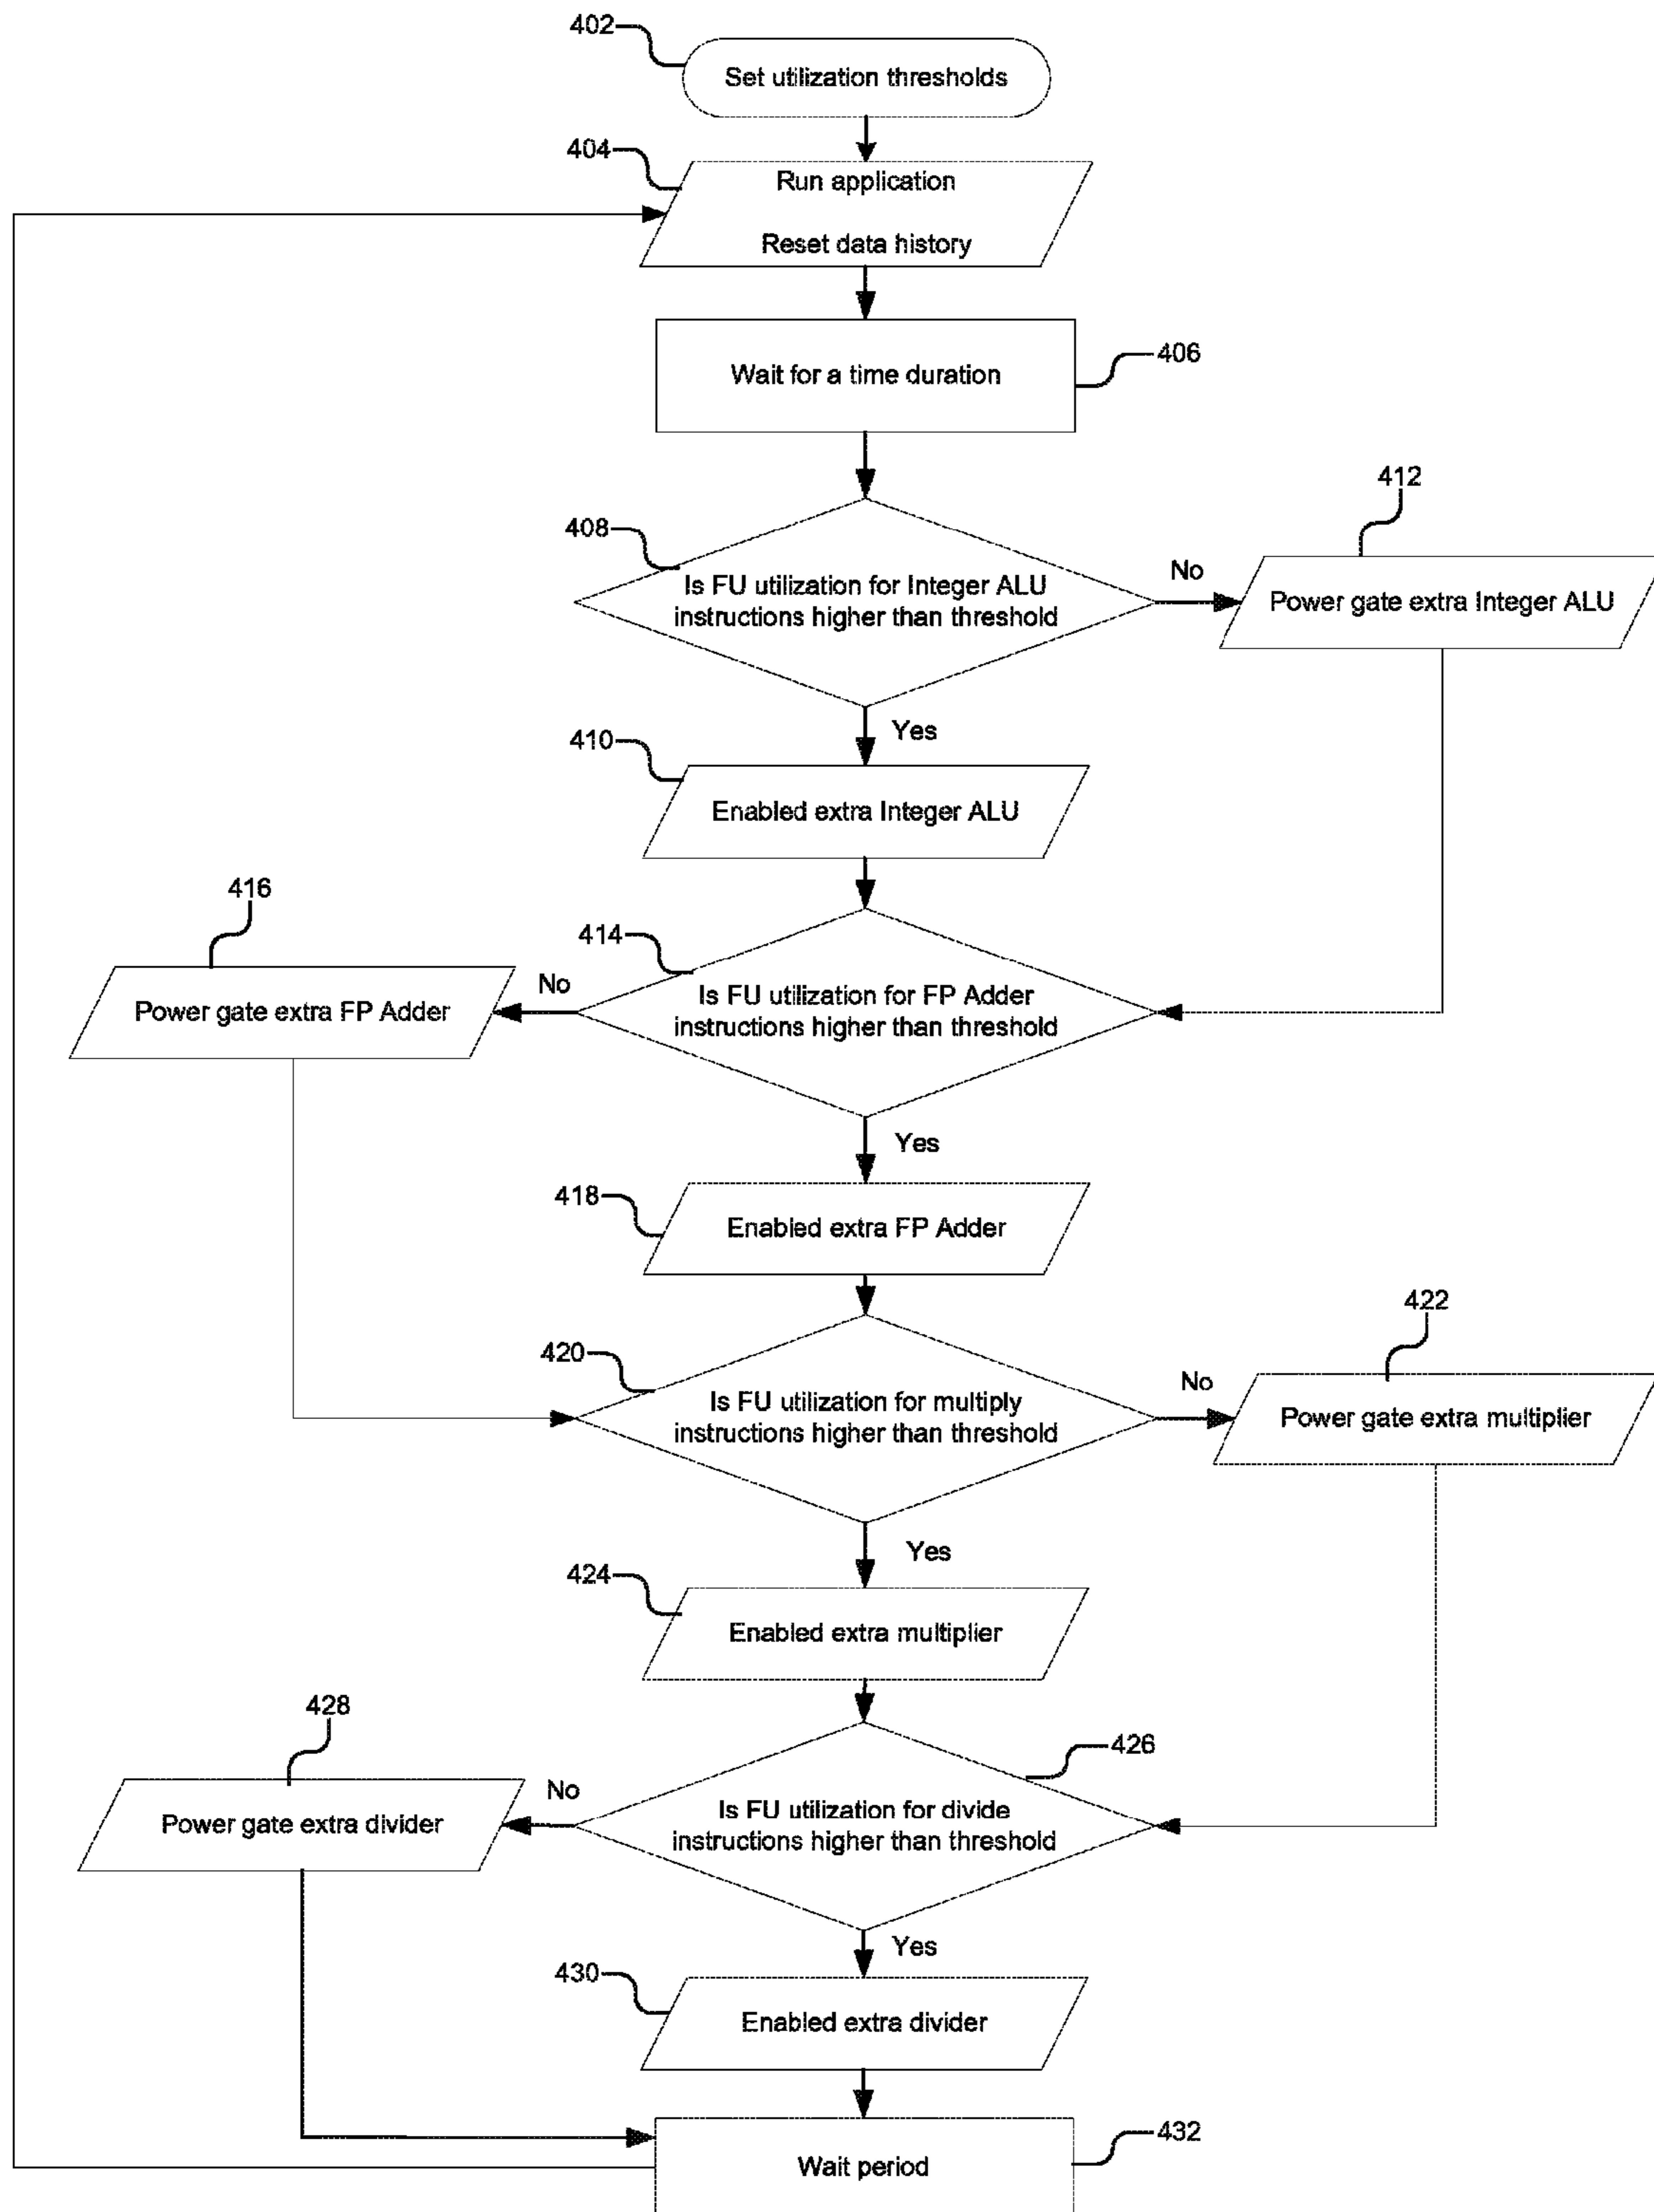 402
Set utilization thresholds
404
Run application
Reset data history
Wait for a time duration
406
408
Is FU utilization for Integer ALU
instructions higher than threshold
No
412
Power gate extra Integer ALU
Yes
410
Enabled extra Integer ALU
416
Power gate extra FP Adder
No
414
Is FU utilization for FP Adder
instructions higher than threshold
Yes
418
Enabled extra FP Adder
420
Is FU utilization for multiply
instructions higher than threshold
No
422
Power gate extra multiplier
Yes
424
Enabled extra multiplier
428
Power gate extra divider
No
426
Is FU utilization for divide
instructions higher than threshold
Yes
430
Enabled extra divider
432
Wait period